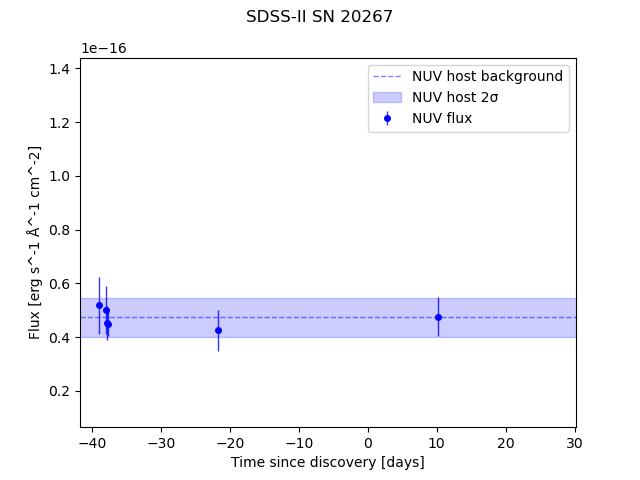 SDSS-II SN 20267
1e−16
NUV host background
NUV host 2σ
NUV flux
1.4
1.2
1.0
0.8
0.6
0.4
0.2
Flux [erg s^-1 Å^-1 cm^-2]
−40 −30 −20 −10 0 10 20 30
Time since discovery [days]